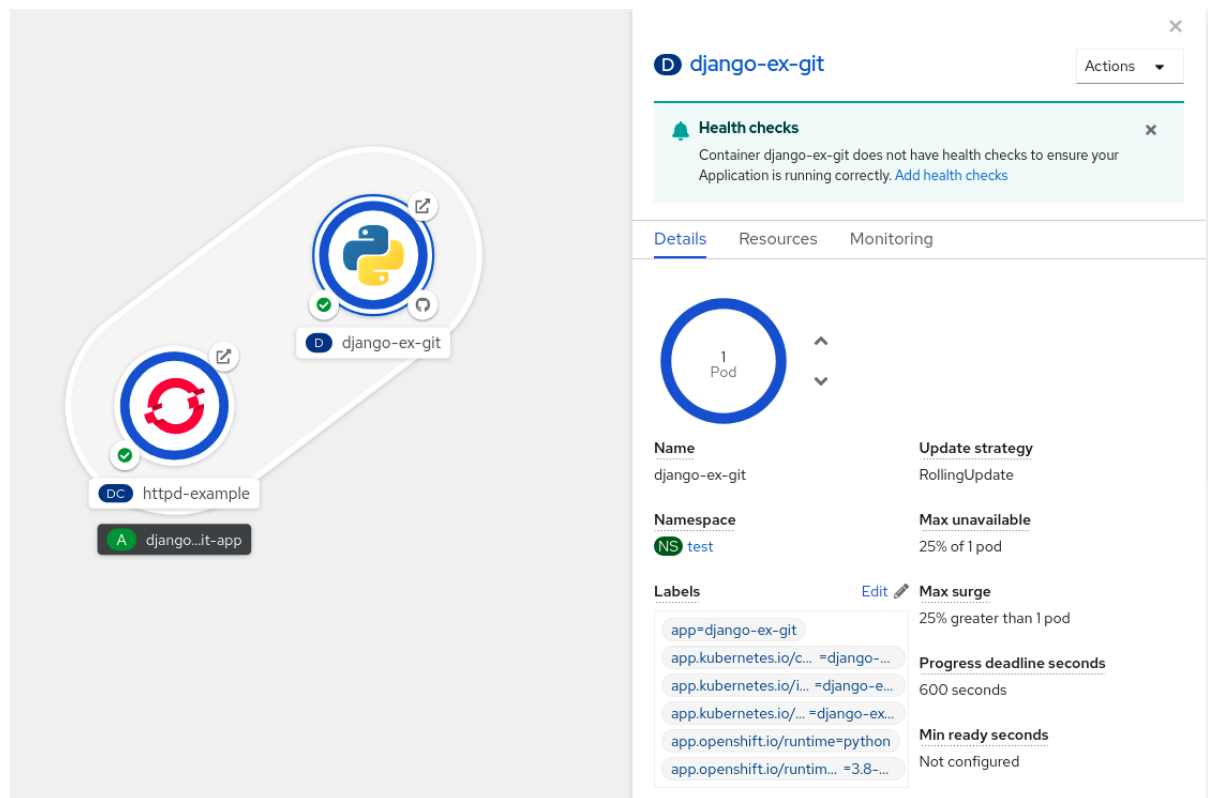 D django-ex-git
DC httpd-example
A django...it-app
D django-ex-git
Actions
Health checks
Container django-ex-git does not have health checks to ensure your
Application is running correctly. Add health checks
Details Resources Monitoring
1
Pod
Name
django-ex-git
Namespace
NS test
Labels Edit
app=django-ex-git
app.kubernetes.io/c... =django-...
app.kubernetes.io/i... =django-e...
app.kubernetes.io/... =django-ex...
app.openshift.io/runtime=python
app.openshift.io/runtim... =3.8-...
Update strategy
RollingUpdate
Max unavailable
25% of 1 pod
Max surge
25% greater than 1 pod
Progress deadline seconds
600 seconds
Min ready seconds
Not configured